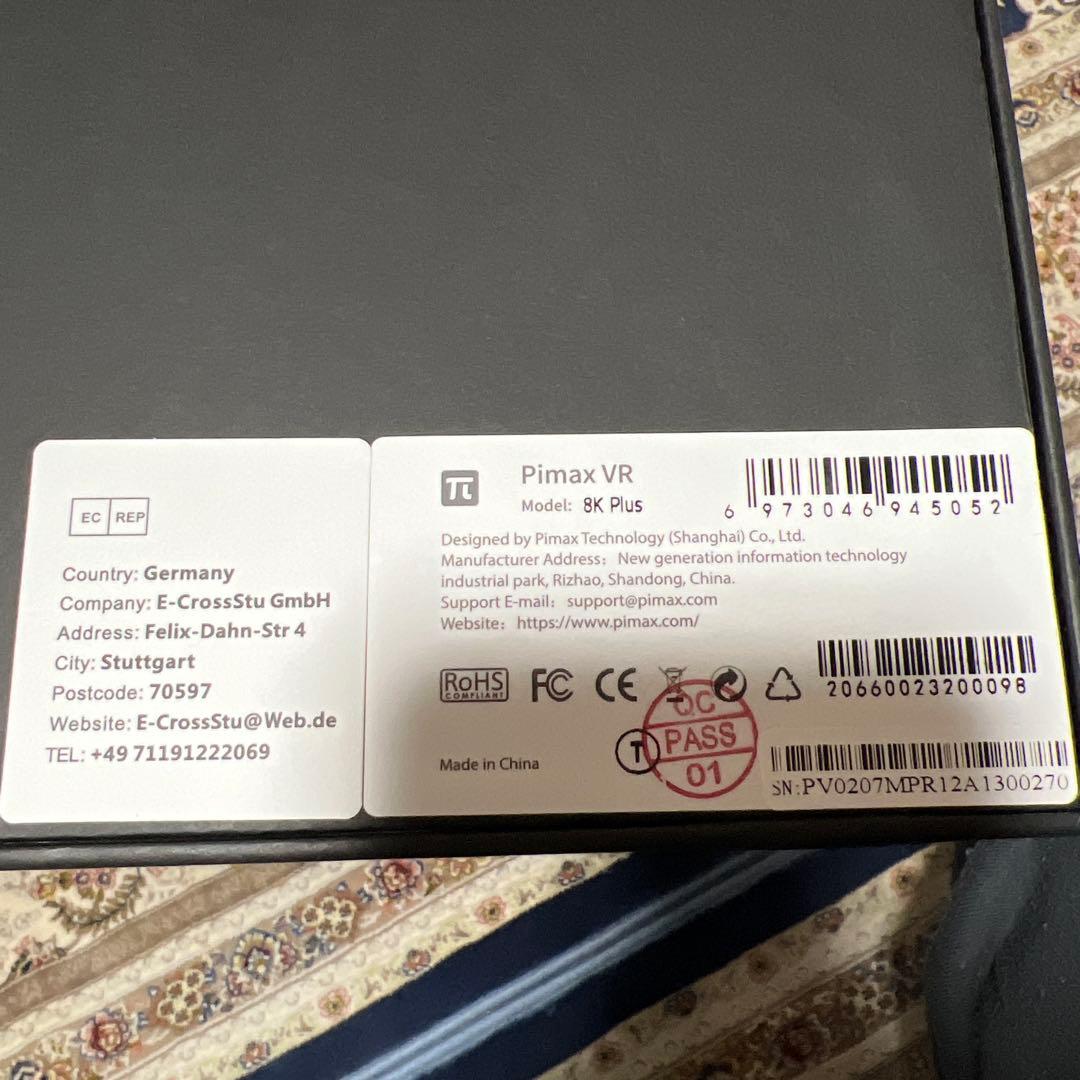 EC REP
Country: Germany
Company: E-CrossStu GmbH
Address: Felix-Dahn-Str 4
City: Stuttgart
Postcode: 70597
Website: E-CrossStu@Web.de
TEL: +49 71191222069
π
Pimax VR
Model: 8K Plus
6 973046 945052
Designed by Pimax Technology (Shanghai) Co., Ltd.
Manufacturer Address: New generation information technology
industrial park, Rizhao, Shandong, China.
Support E-mail: support@pimax.com
Website: https://www.pimax.com/
RoHS
COMPLIANT
FC CE
20660023200098
QC
PASS
01
T
Made in China
SN:PV0207MPR12A1300270